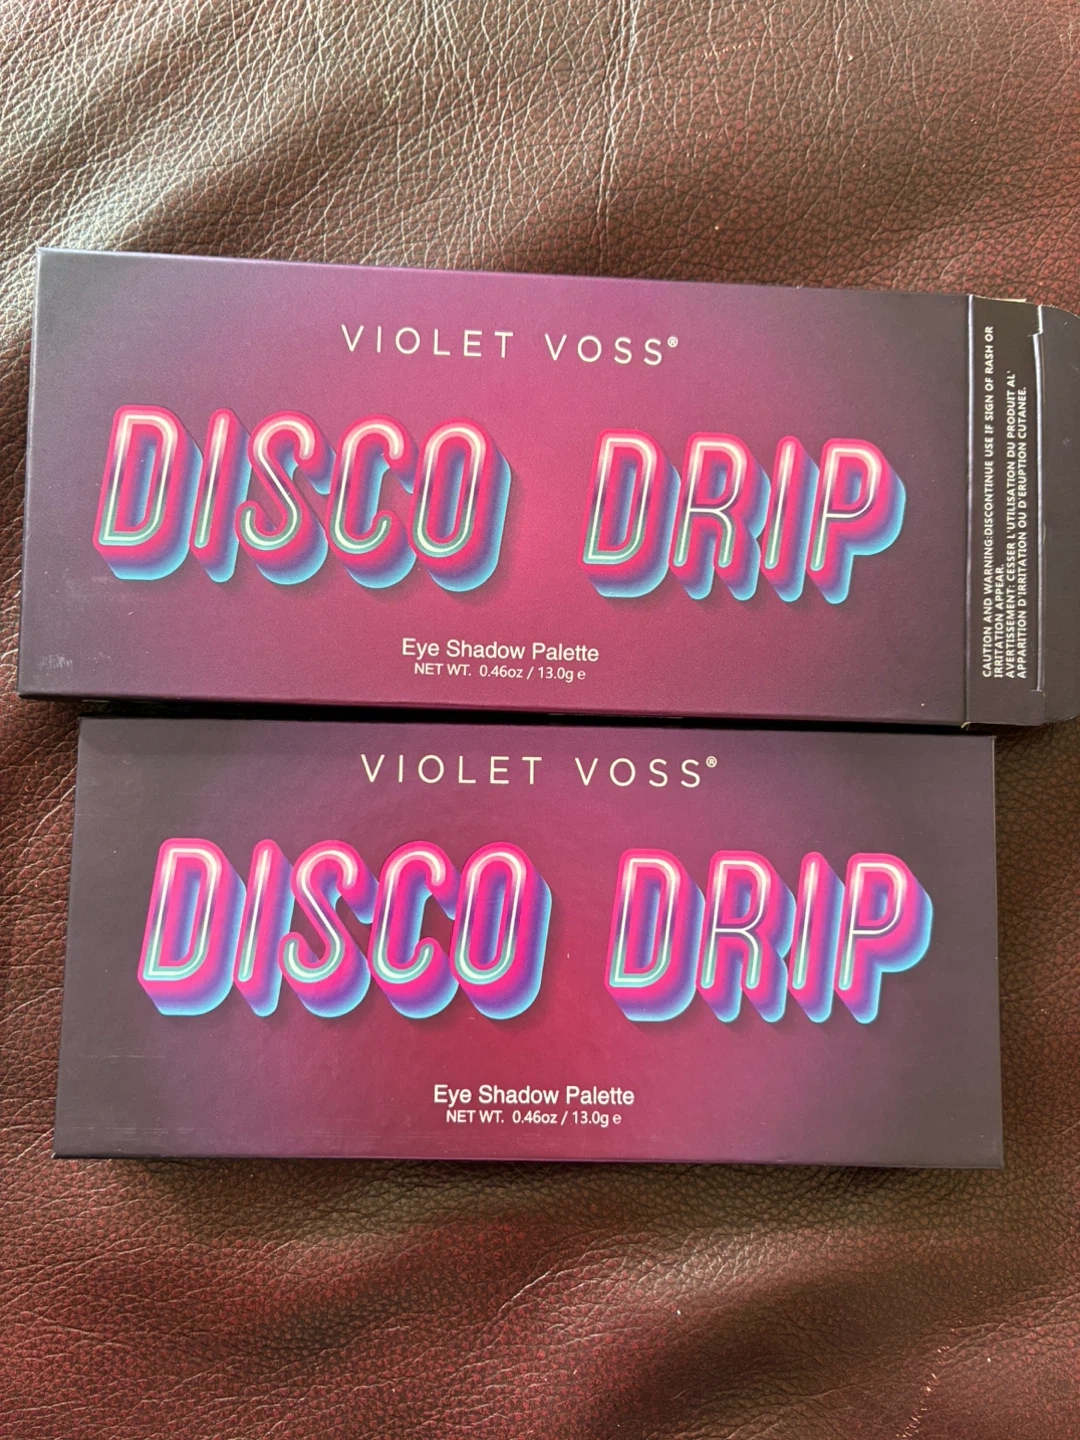 VIOLET VOSS®
DISCO DRIP
Eye Shadow Palette
NET WT. 0.46oz / 13.0g e
CAUTION AND WARNING:DISCONTINUE USE IF SIGN OF RASH OR
IRRITATION APPEAR.
AVERTISSEMENT: CESSER L'UTILISATION DU PRODUIT AL'
APPARITION D'IRRITATION OU D'ERUPTION CUTANEE.
VIOLET VOSS®
DISCO DRIP
Eye Shadow Palette
NET WT. 0.46oz / 13.0g e